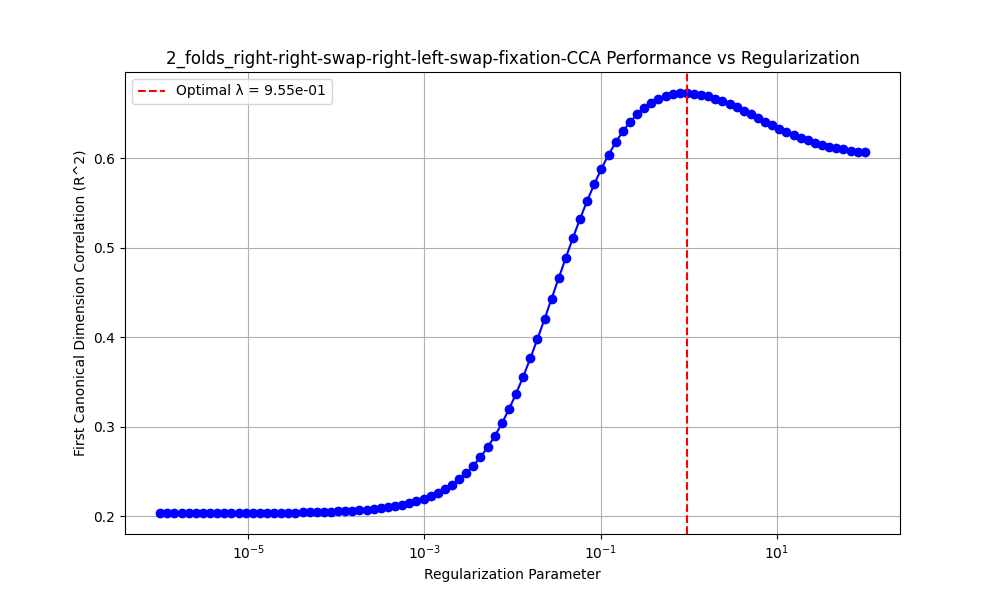 2_folds_right-right-swap-right-left-swap-fixation-CCA Performance vs Regularization
Optimal λ = 9.55e-01
First Canonical Dimension Correlation (R^2)
0.6
0.5
0.4
0.3
0.2
10⁻⁵ 10⁻³ 10⁻¹ 10¹
Regularization Parameter